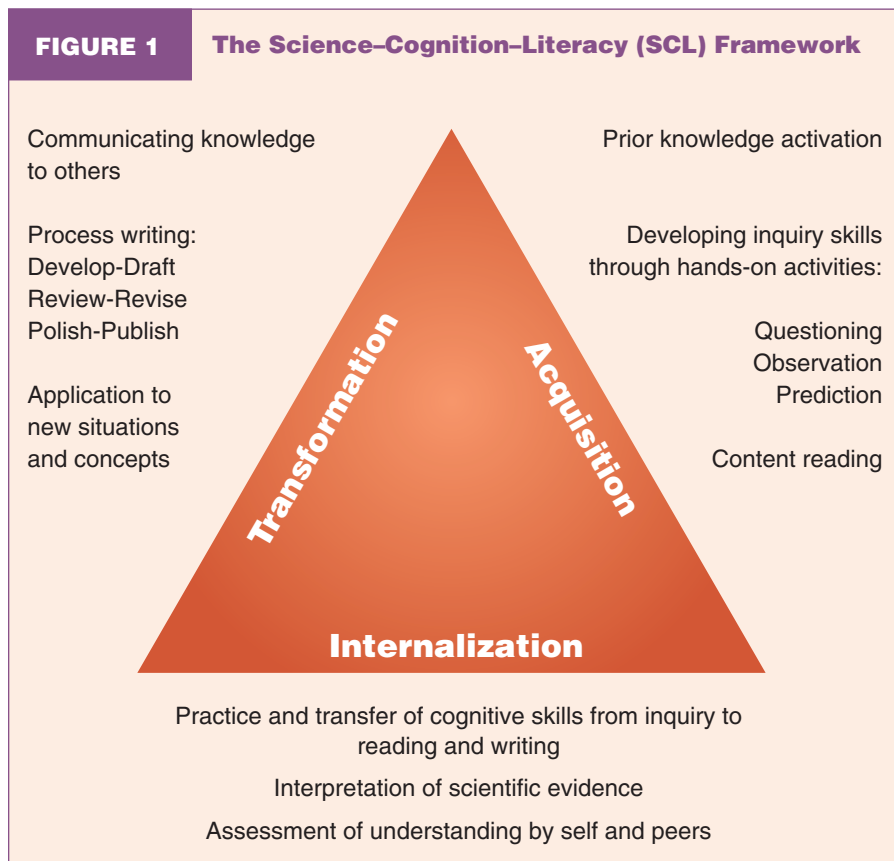 FIGURE 1
The Science–Cognition–Literacy (SCL) Framework
Communicating knowledge
to others
Process writing:
Develop-Draft
Review-Revise
Polish-Publish
Application to
new situations
and concepts
Transformation
Prior knowledge activation
Developing inquiry skills
through hands-on activities:
Questioning
Observation
Prediction
Content reading
Acquisition
Internalization
Practice and transfer of cognitive skills from inquiry to
reading and writing
Interpretation of scientific evidence
Assessment of understanding by self and peers